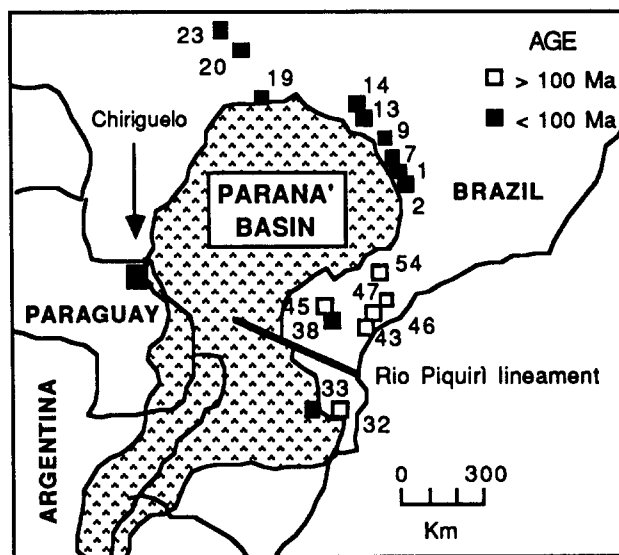 23
20
19
14
13
9
7
1
2
AGE
> 100 Ma
< 100 Ma
Chiriguelo
PARANA'
BASIN
BRAZIL
PARAGUAY
54
47
45
38
46
43
Rio Piquirì lineament
33
32
ARGENTINA
0 300
Km